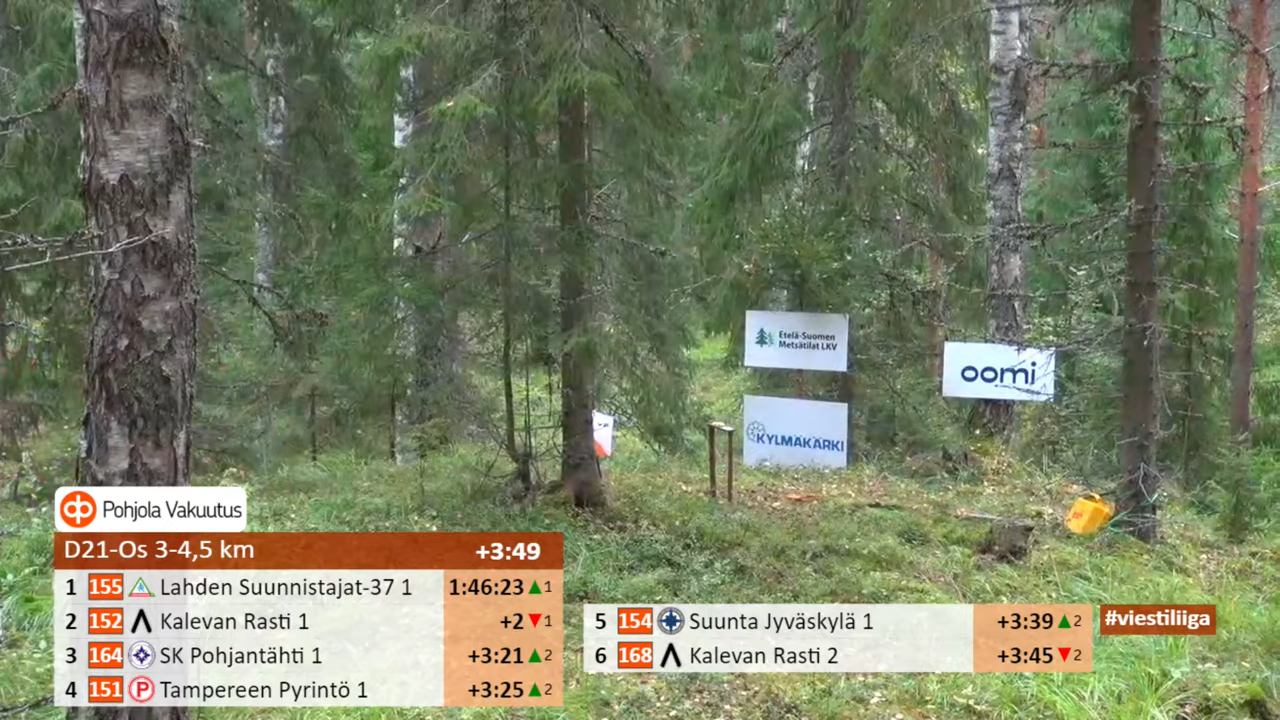 Etelä-Suomen
Metsätilat LKV
oomi
KYLMÄKÄRKI
Pohjola Vakuutus
D21-Os 3-4,5 km +3:49
1 155 Lahden Suunnistajat-37 1 1:46:23 ▲1
2 152 Kalevan Rasti 1 +2 ▼1
3 164 SK Pohjantähti 1 +3:21 ▲2
4 151 P Tampereen Pyrintö 1 +3:25 ▲2
5 154 Suunta Jyväskylä 1 +3:39 ▲2
6 168 Kalevan Rasti 2 +3:45 ▼2
#viestiliiga